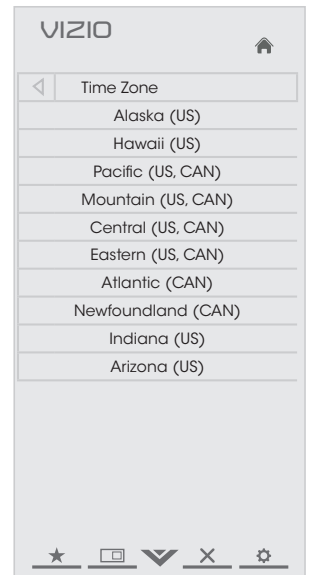 VIZIO
Time Zone
Alaska (US)
Hawaii (US)
Pacific (US, CAN)
Mountain (US, CAN)
Central (US, CAN)
Eastern (US, CAN)
Atlantic (CAN)
Newfoundland (CAN)
Indiana (US)
Arizona (US)